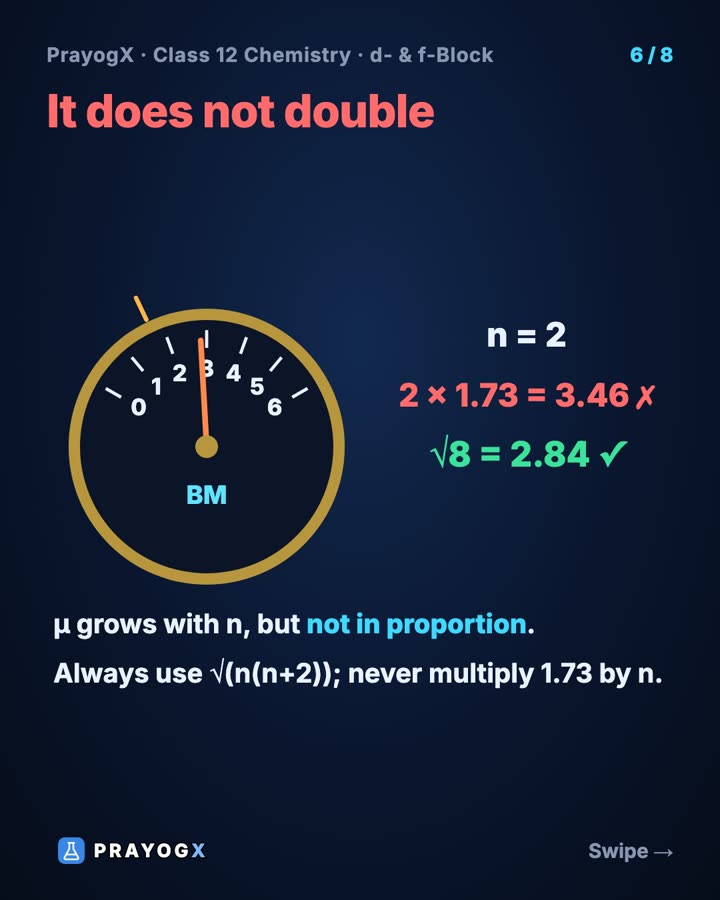 PrayogX · Class 12 Chemistry · d- & f-Block
6 / 8
It does not double
0 1 2 3 4 5 6
BM
n = 2
2 × 1.73 = 3.46 ✗
√8 = 2.84 ✓
µ grows with n, but not in proportion.
Always use √(n(n+2)); never multiply 1.73 by n.
PRAYOGX
Swipe →